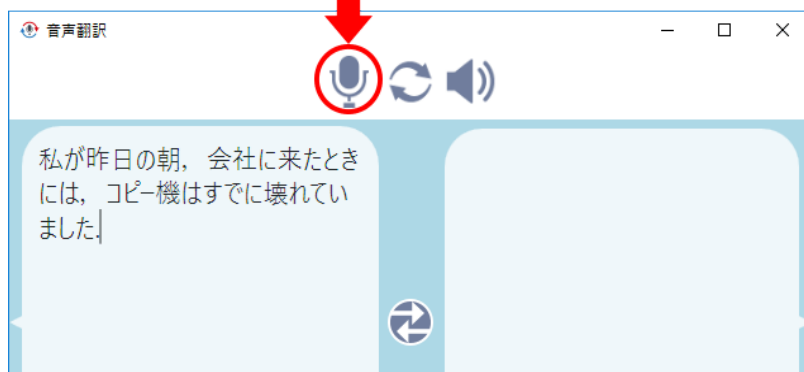 音声翻訳
私が昨日の朝, 会社に来たとき
には, コピー機はすでに壊れてい
ました.